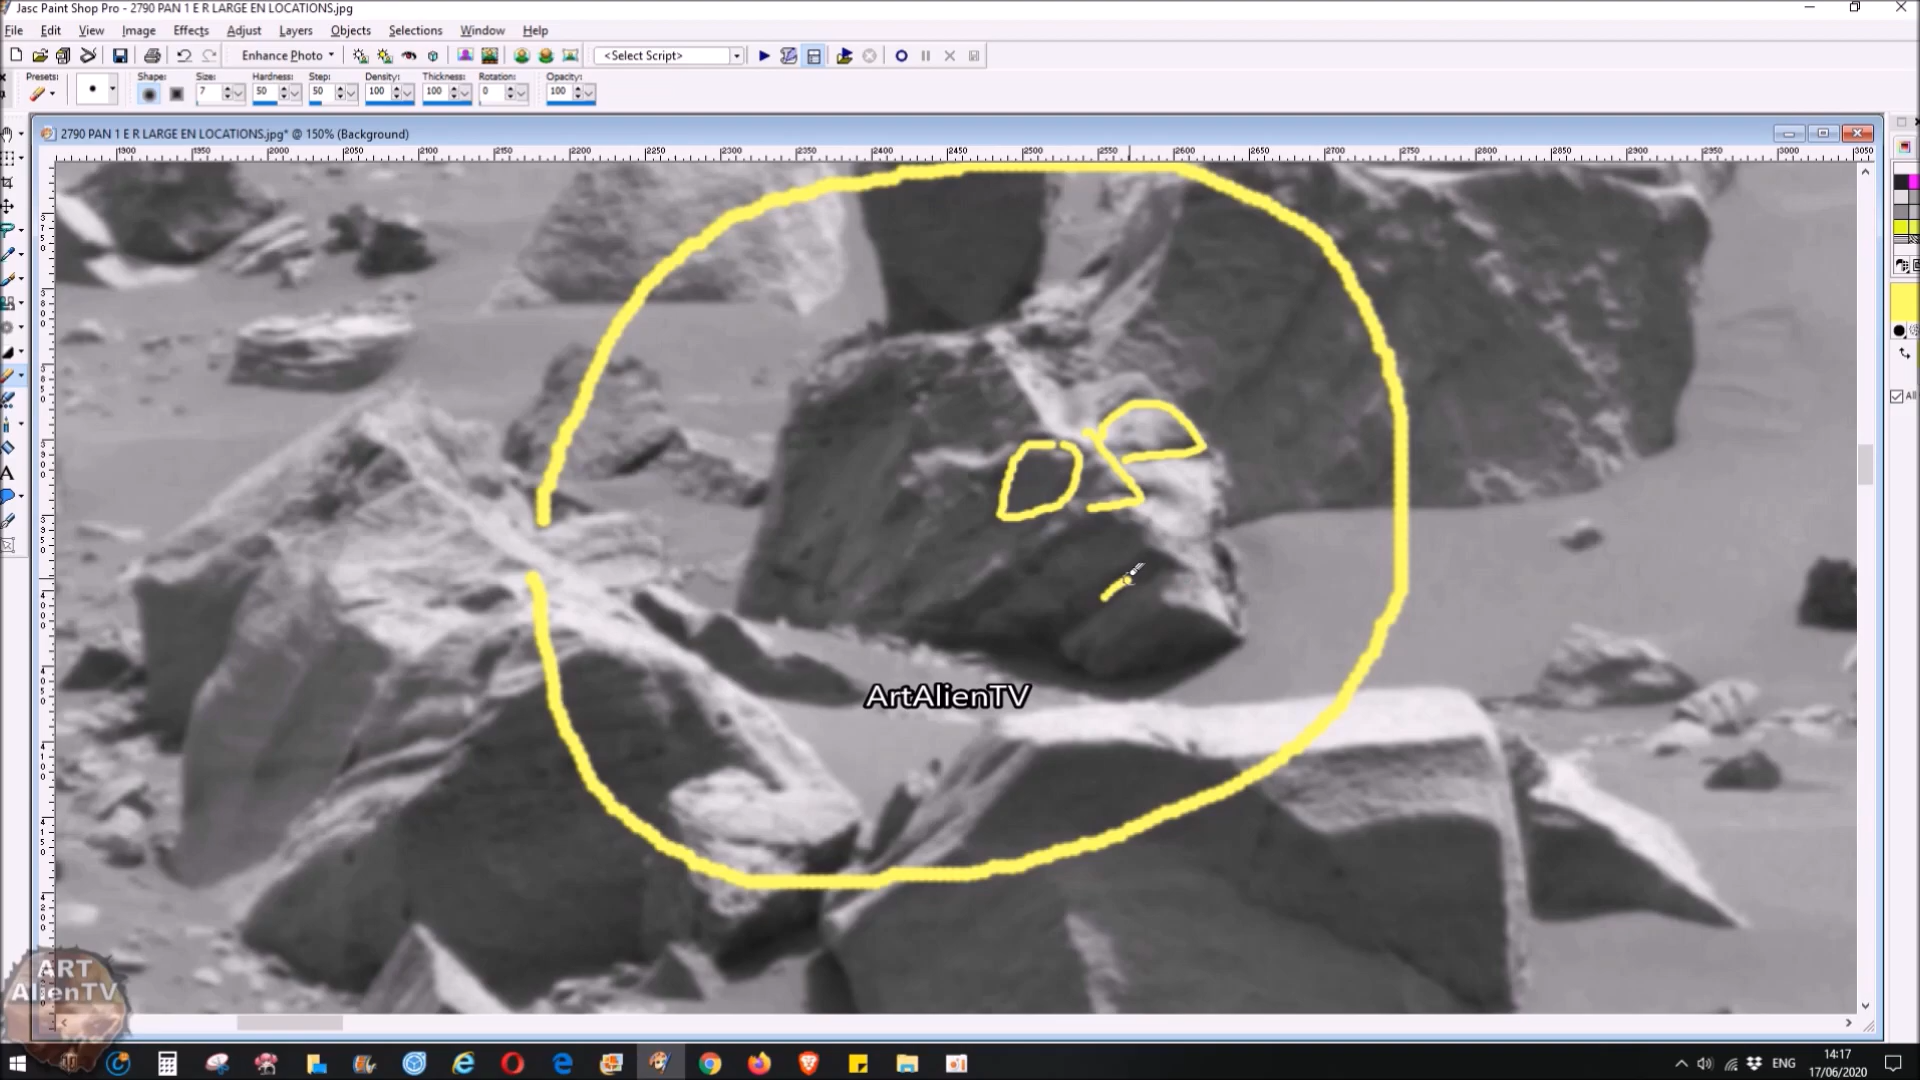 Jasc Paint Shop Pro - 2790 PAN 1 E R LARGE EN LOCATIONS.jpg
File Edit View Image Effects Adjust Layers Objects Selections Window Help
Enhance Photo <Select Script>
Presets: Shape: Size: Hardness: Step: Density: Thickness: Rotation: Opacity:
7 50 50 100 100 0 100
2790 PAN 1 E R LARGE EN LOCATIONS.jpg* @ 150% (Background)
2000 2050 2100 2150 2200 2250 2300 2350 2400 2450 2500 2550 2600 2650 2700 2750 2800 2850 2900 2950 3000 3050
All
ArtAlienTV
ART
AlienTV
ENG
14:17
17/06/2020